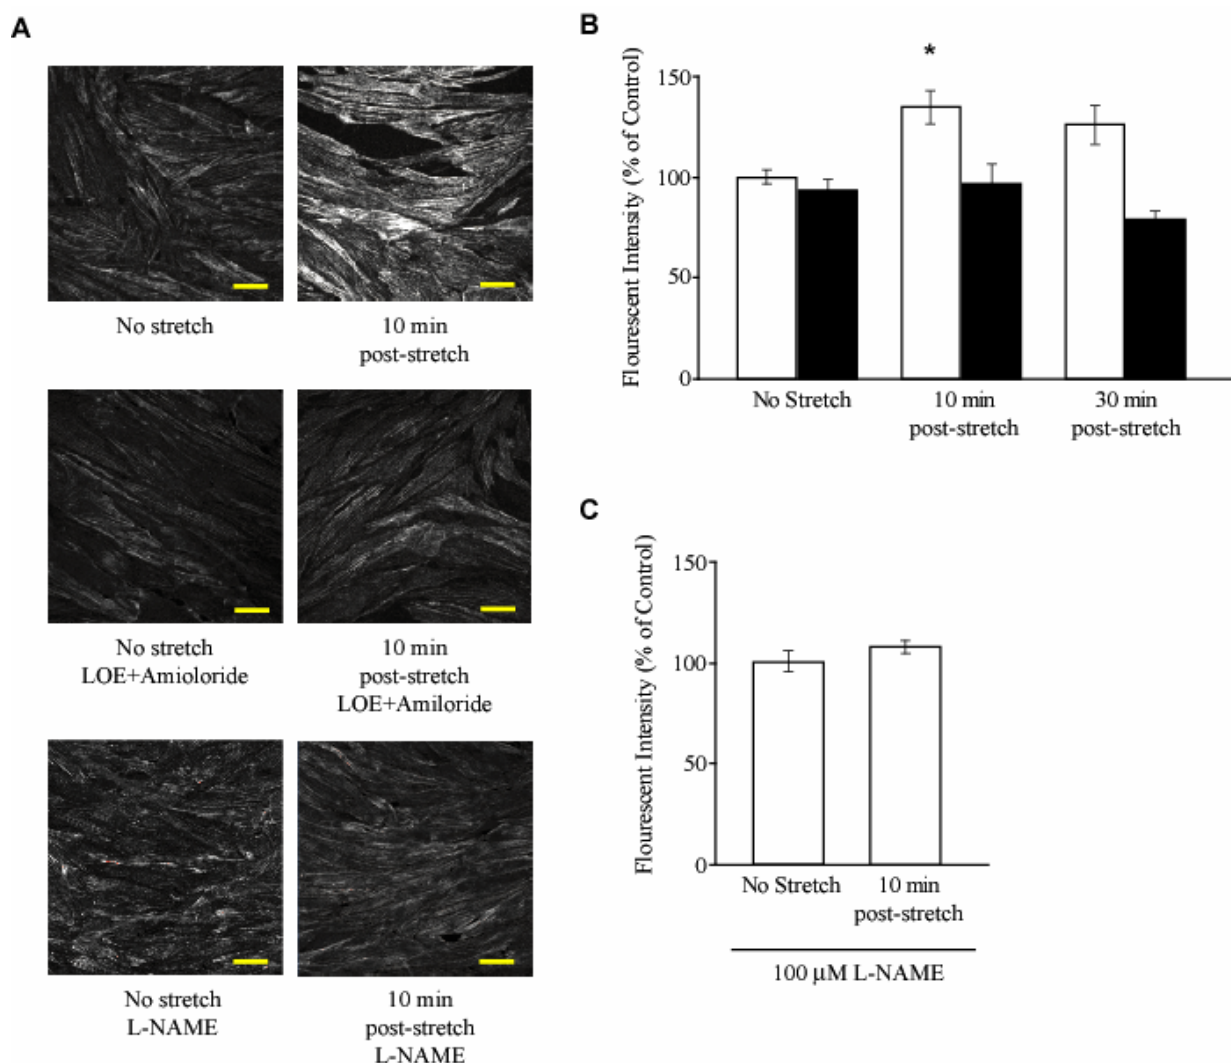 A
No stretch
10 min
post-stretch
No stretch
LOE+Amioloride
10 min
post-stretch
LOE+Amiloride
No stretch
L-NAME
10 min
post-stretch
L-NAME
B
Flourescent Intensity (% of Control)
150
100
50
0
*
No Stretch
10 min
post-stretch
30 min
post-stretch
C
Flourescent Intensity (% of Control)
150
100
50
0
No Stretch
10 min
post-stretch
100 μM L-NAME